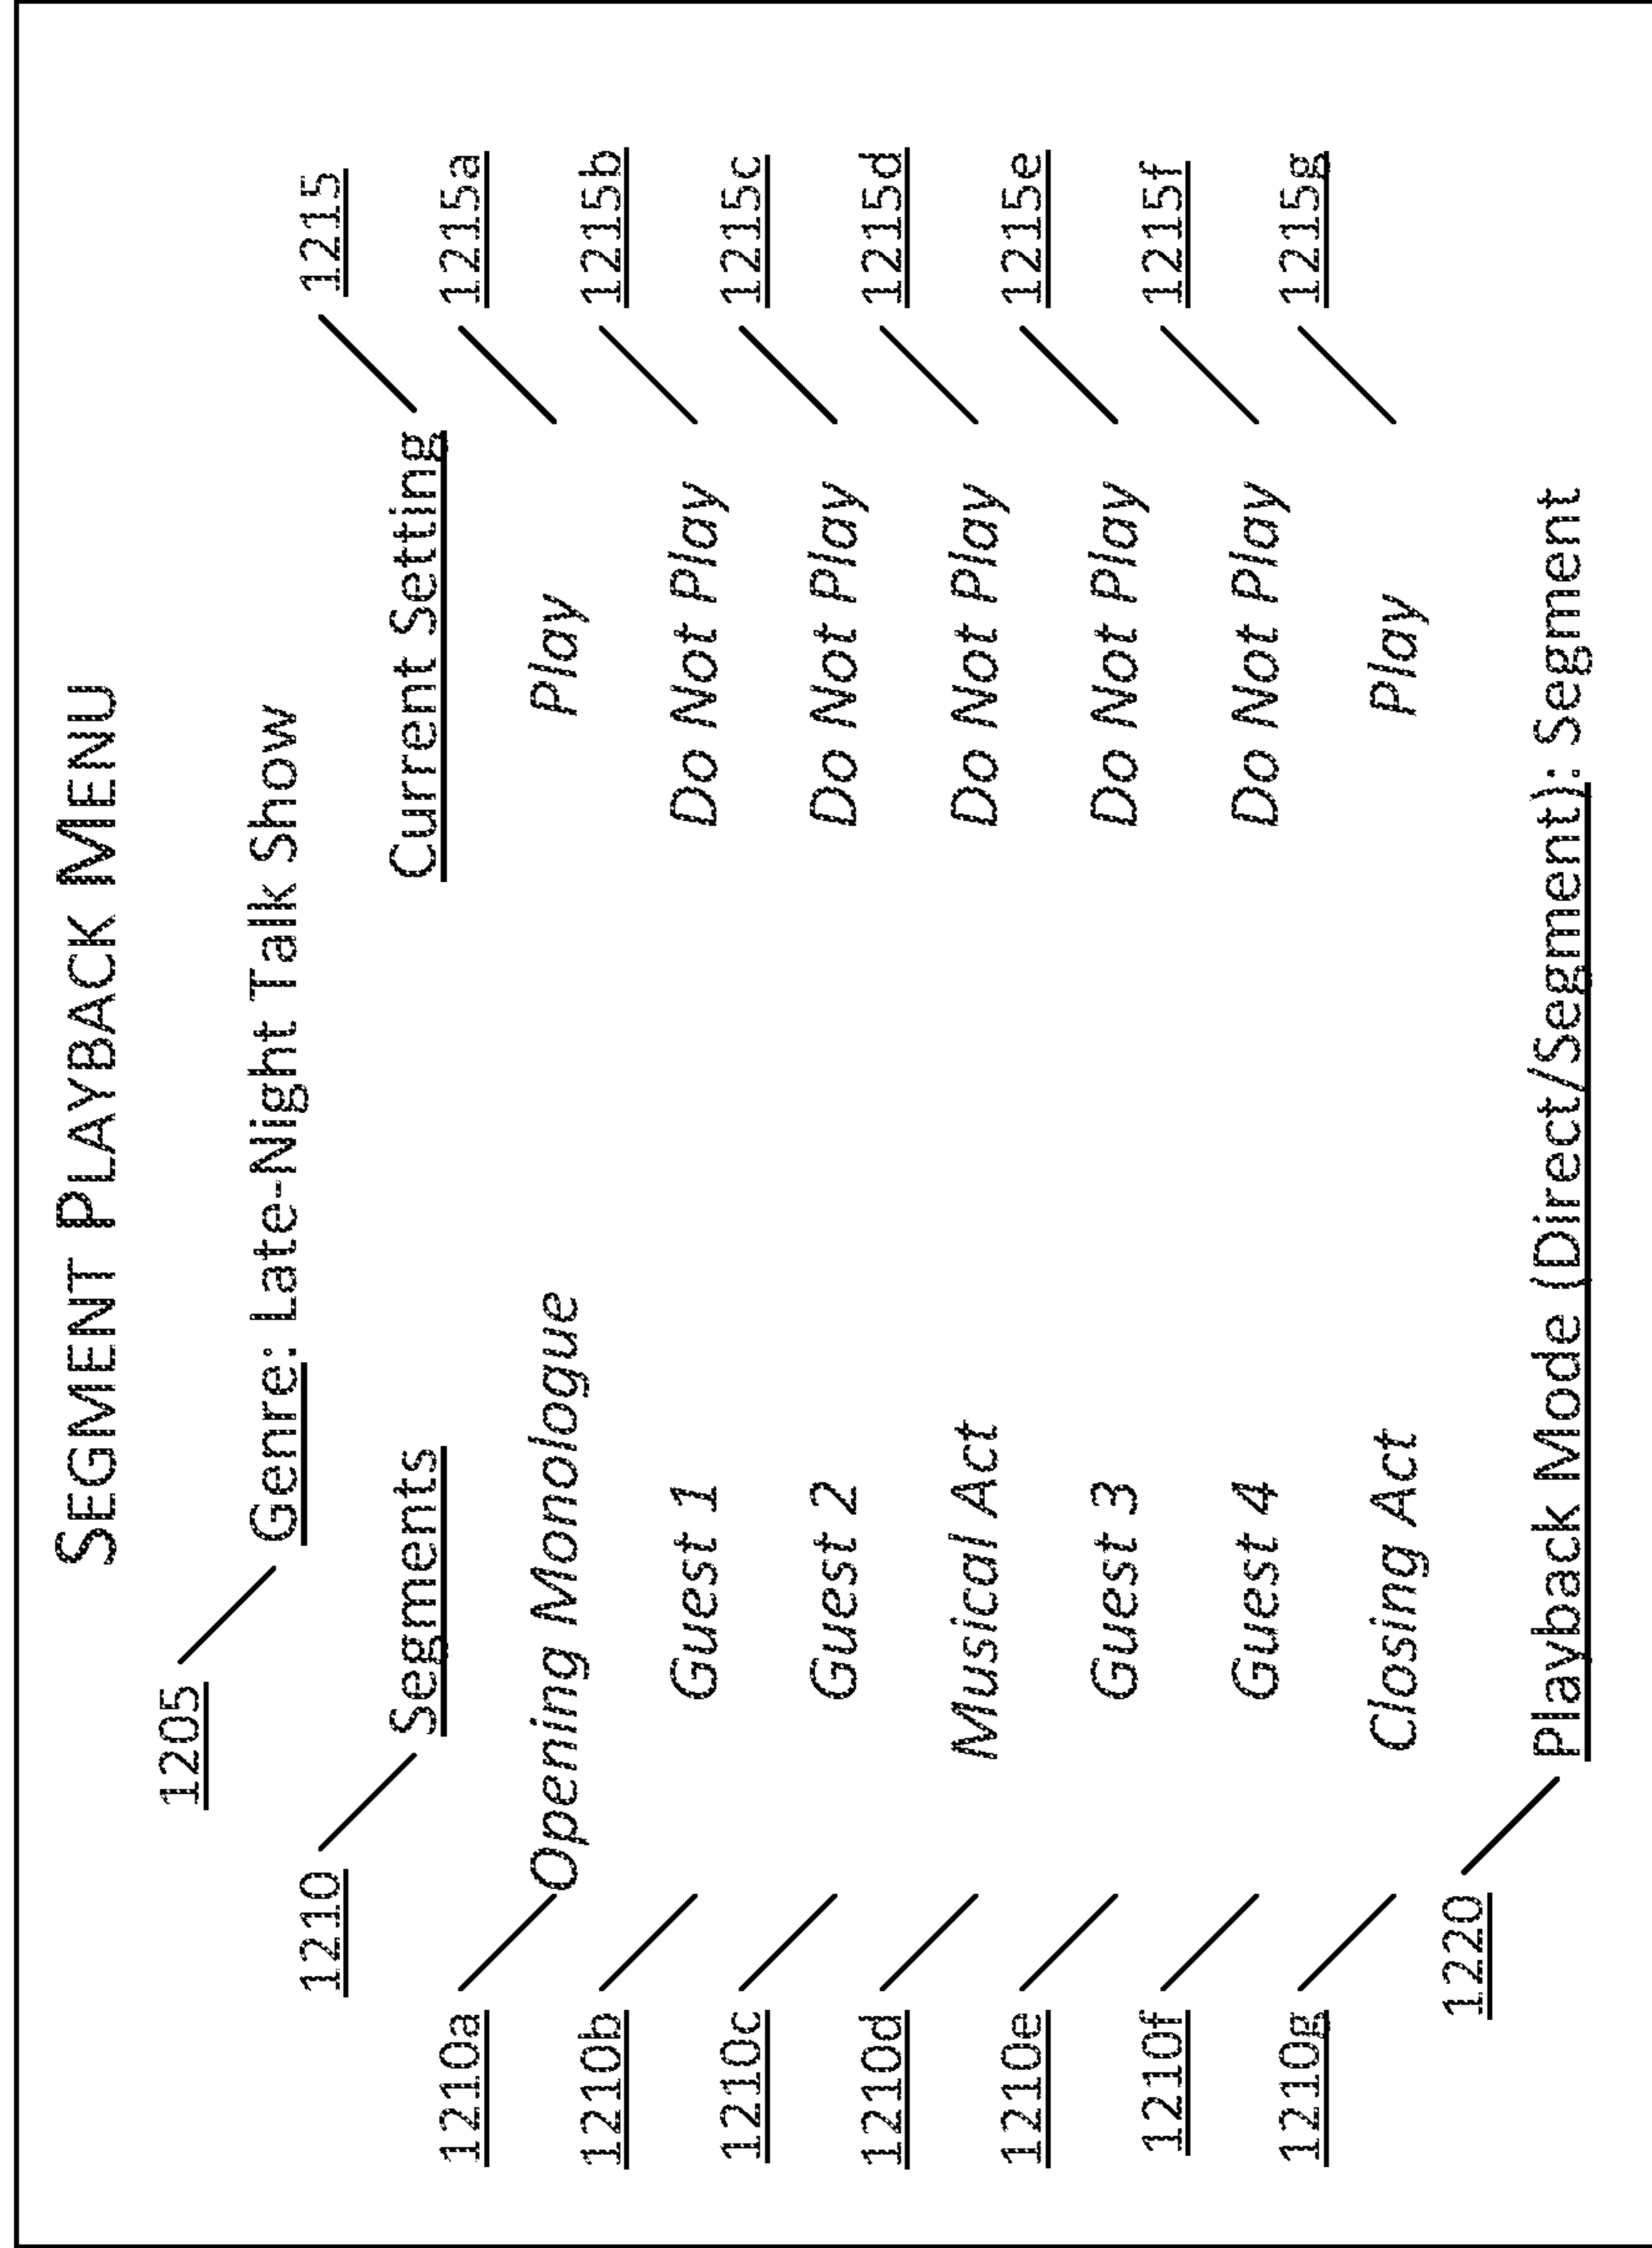 SEGMENT PLAYBACK MENU
1205
Genre: Late-Night Talk Show
1210 Segments Current Setting 1215
1210a Opening Monologue Play 1215a
1210b Guest 1 Do Not Play 1215b
1210c Guest 2 Do Not Play 1215c
1210d Musical Act Do Not Play 1215d
1210e Guest 3 Do Not Play 1215e
1210f Guest 4 Do Not Play 1215f
1210g Closing Act Play 1215g
1220 Playback Mode (Direct/Segment): Segment